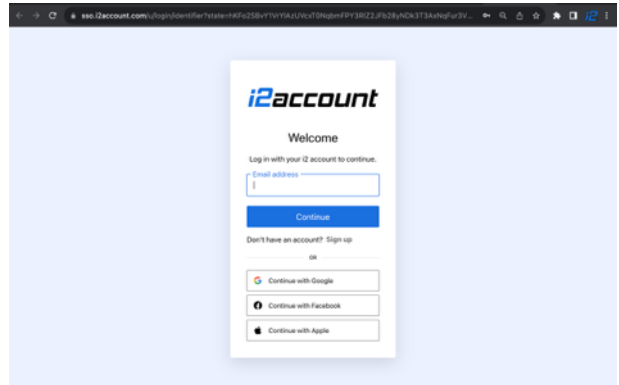 sso.i2account.com/u/login/identifier?state=
i2
i2account
Welcome
Log in with your i2 account to continue.
Email address
Continue
Don't have an account? Sign up
OR
Continue with Google
Continue with Facebook
Continue with Apple